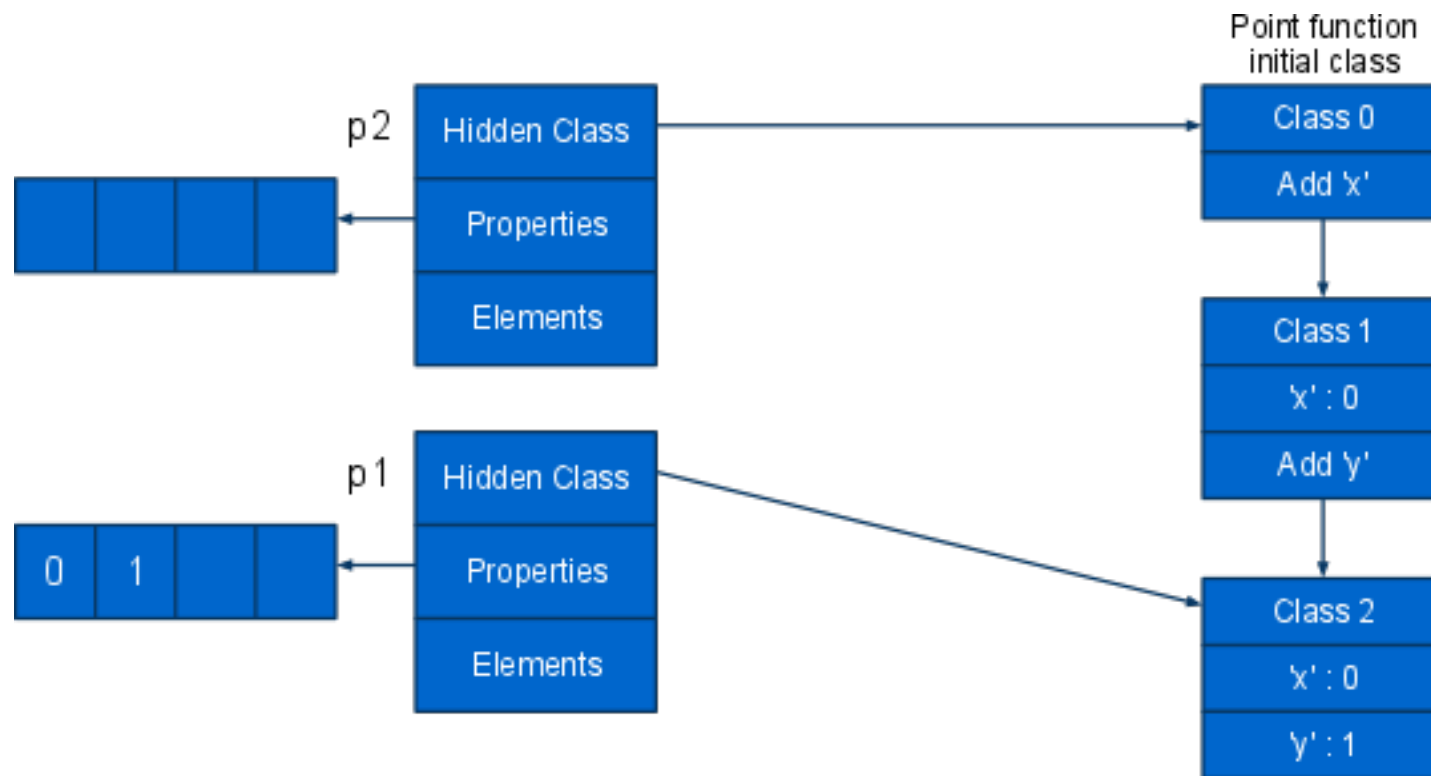 Point function
initial class
p2
Hidden Class
Properties
Elements
Class 0
Add 'x'
Class 1
'x' : 0
Add 'y'
p1
Hidden Class
Properties
Elements
0 1
Class 2
'x' : 0
'y' : 1